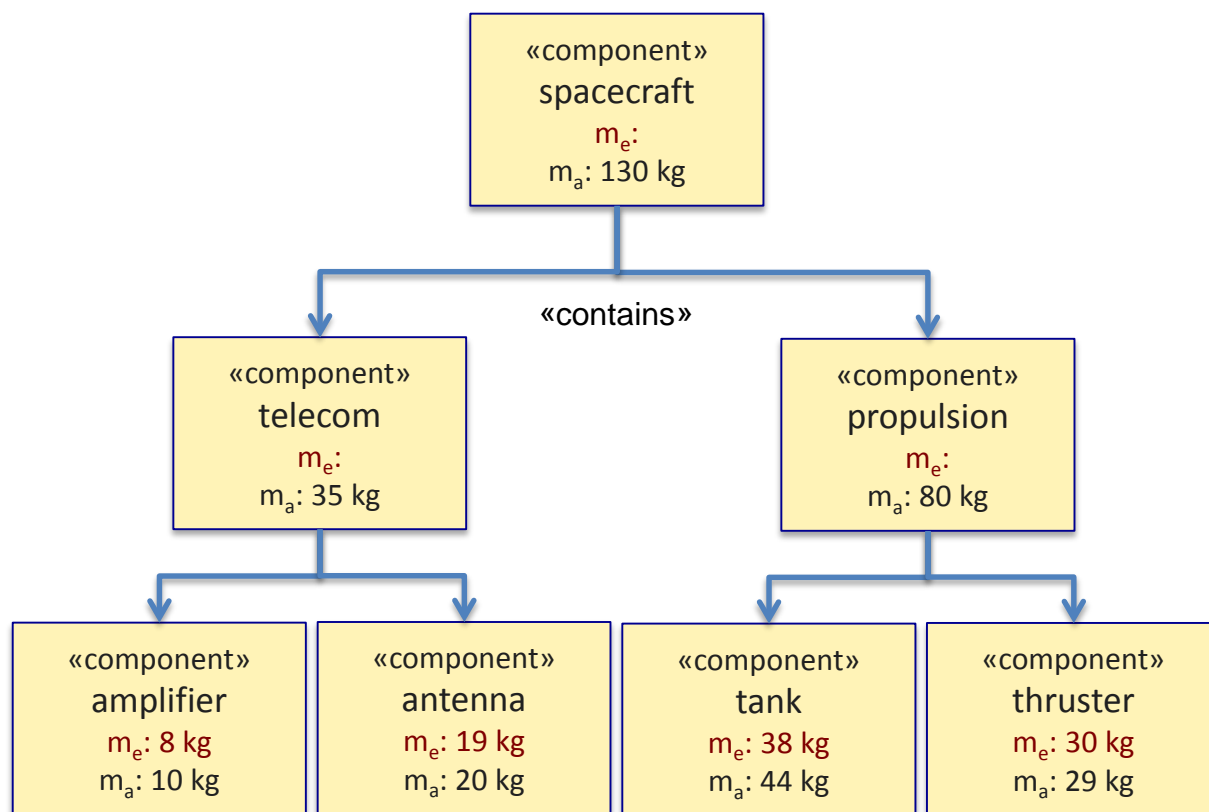 «component»
spacecraft
mₑ:
mₐ: 130 kg
«contains»
«component»
telecom
mₑ:
mₐ: 35 kg
«component»
propulsion
mₑ:
mₐ: 80 kg
«component»
amplifier
mₑ: 8 kg
mₐ: 10 kg
«component»
antenna
mₑ: 19 kg
mₐ: 20 kg
«component»
tank
mₑ: 38 kg
mₐ: 44 kg
«component»
thruster
mₑ: 30 kg
mₐ: 29 kg